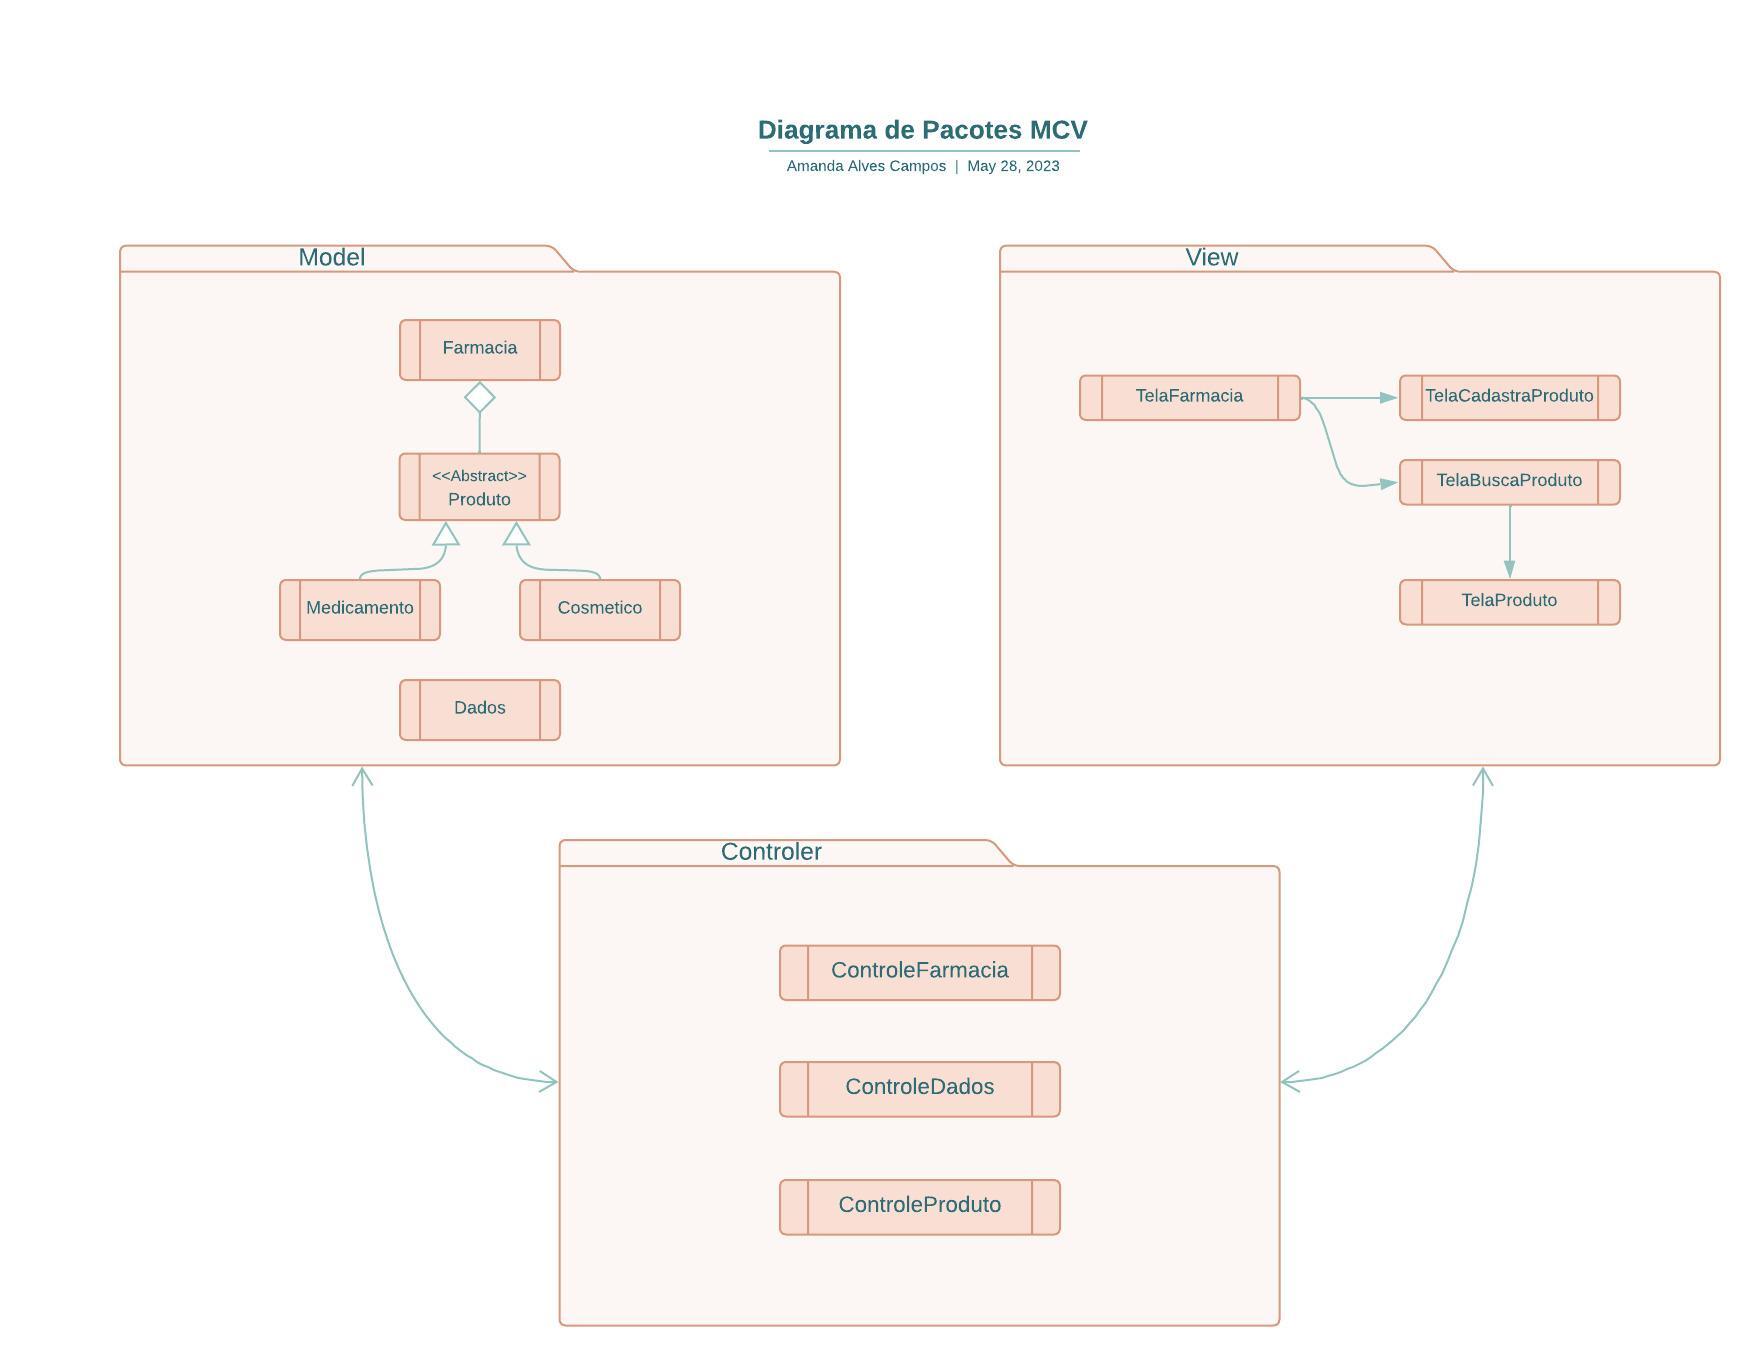 Diagrama de Pacotes MCV
Amanda Alves Campos | May 28, 2023
Model
Farmacia
<<Abstract>>
Produto
Medicamento
Cosmetico
Dados
View
TelaFarmacia
TelaCadastraProduto
TelaBuscaProduto
TelaProduto
Controler
ControleFarmacia
ControleDados
ControleProduto